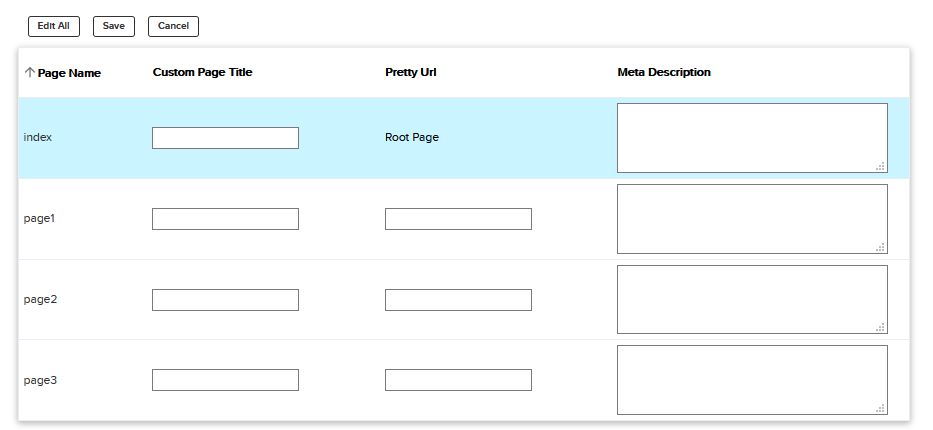 Edit All Save Cancel
Page Name Custom Page Title Pretty Url Meta Description
index Root Page
page1
page2
page3